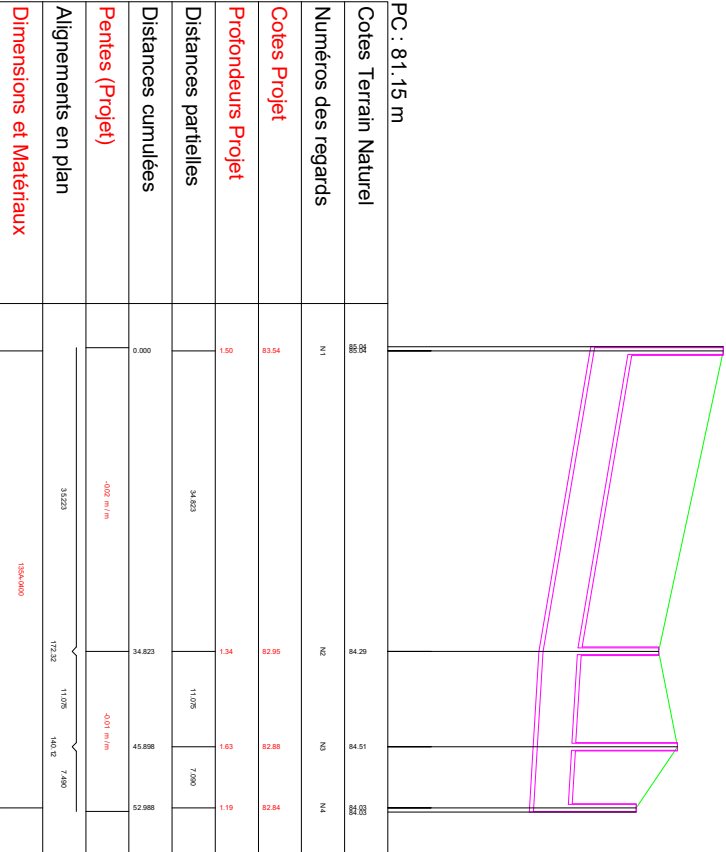 PC : 81.15 m
Cotes Terrain Naturel
85.04
85.04
84.29
84.51
84.03
84.03
Numéros des regards
N1
N2
N3
N4
Cotes Projet
83.54
82.95
82.88
82.84
Profondeurs Projet
1.50
1.34
1.63
1.19
Distances partielles
34.823
11.075
7.090
Distances cumulées
0.000
34.823
45.898
52.988
Pentes (Projet)
-0.02 m / m
-0.01 m / m
Alignements en plan
35.223
172.32
11.075
140.12
7.490
Dimensions et Matériaux
135A-0400